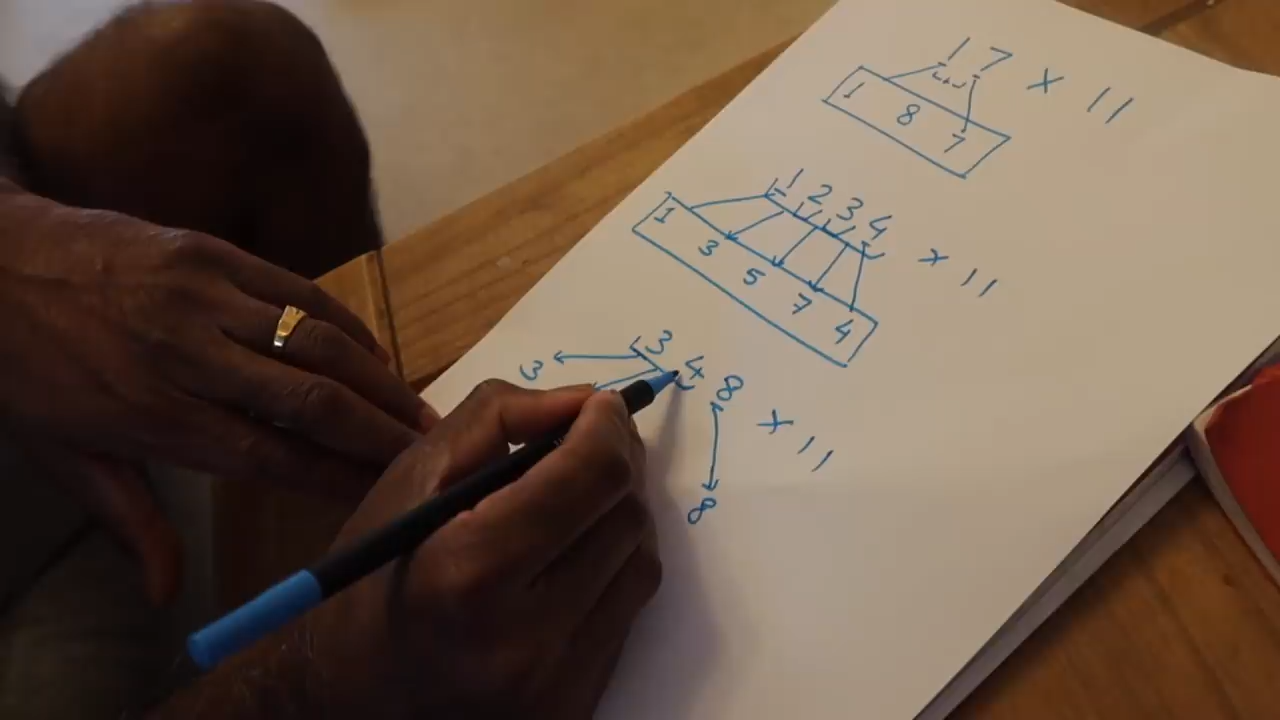 17 × 11
1 8 7
1234 × 11
1 3 5 7 4
348 × 11
3
8